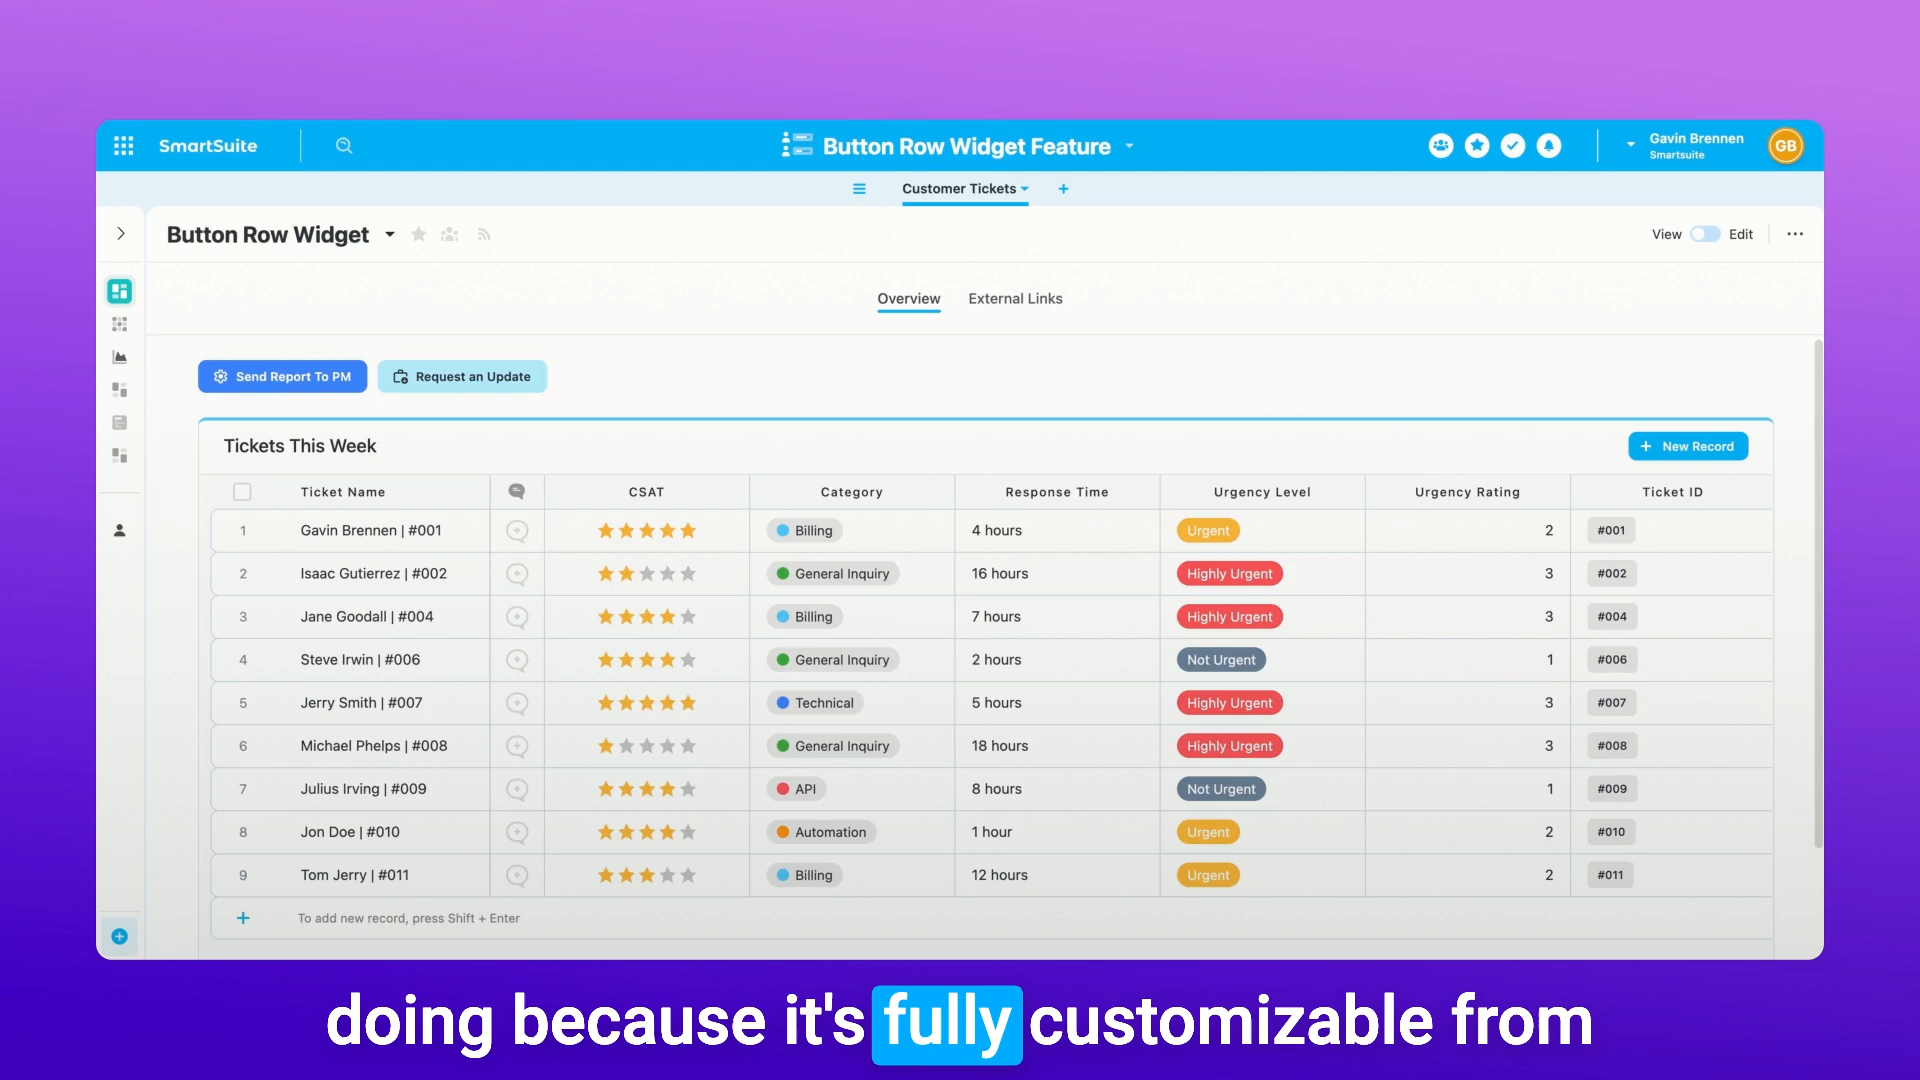 SmartSuite
Button Row Widget Feature
Gavin Brennen
Smartsuite
GB
Customer Tickets
Button Row Widget
View
Edit
Overview
External Links
Send Report To PM
Request an Update
Tickets This Week
New Record
Ticket Name CSAT Category Response Time Urgency Level Urgency Rating Ticket ID
1 Gavin Brennen | #001 Billing 4 hours Urgent 2 #001
2 Isaac Gutierrez | #002 General Inquiry 16 hours Highly Urgent 3 #002
3 Jane Goodall | #004 Billing 7 hours Highly Urgent 3 #004
4 Steve Irwin | #006 General Inquiry 2 hours Not Urgent 1 #006
5 Jerry Smith | #007 Technical 5 hours Highly Urgent 3 #007
6 Michael Phelps | #008 General Inquiry 18 hours Highly Urgent 3 #008
7 Julius Irving | #009 API 8 hours Not Urgent 1 #009
8 Jon Doe | #010 Automation 1 hour Urgent 2 #010
9 Tom Jerry | #011 Billing 12 hours Urgent 2 #011
To add new record, press Shift + Enter
doing because it's fully customizable from